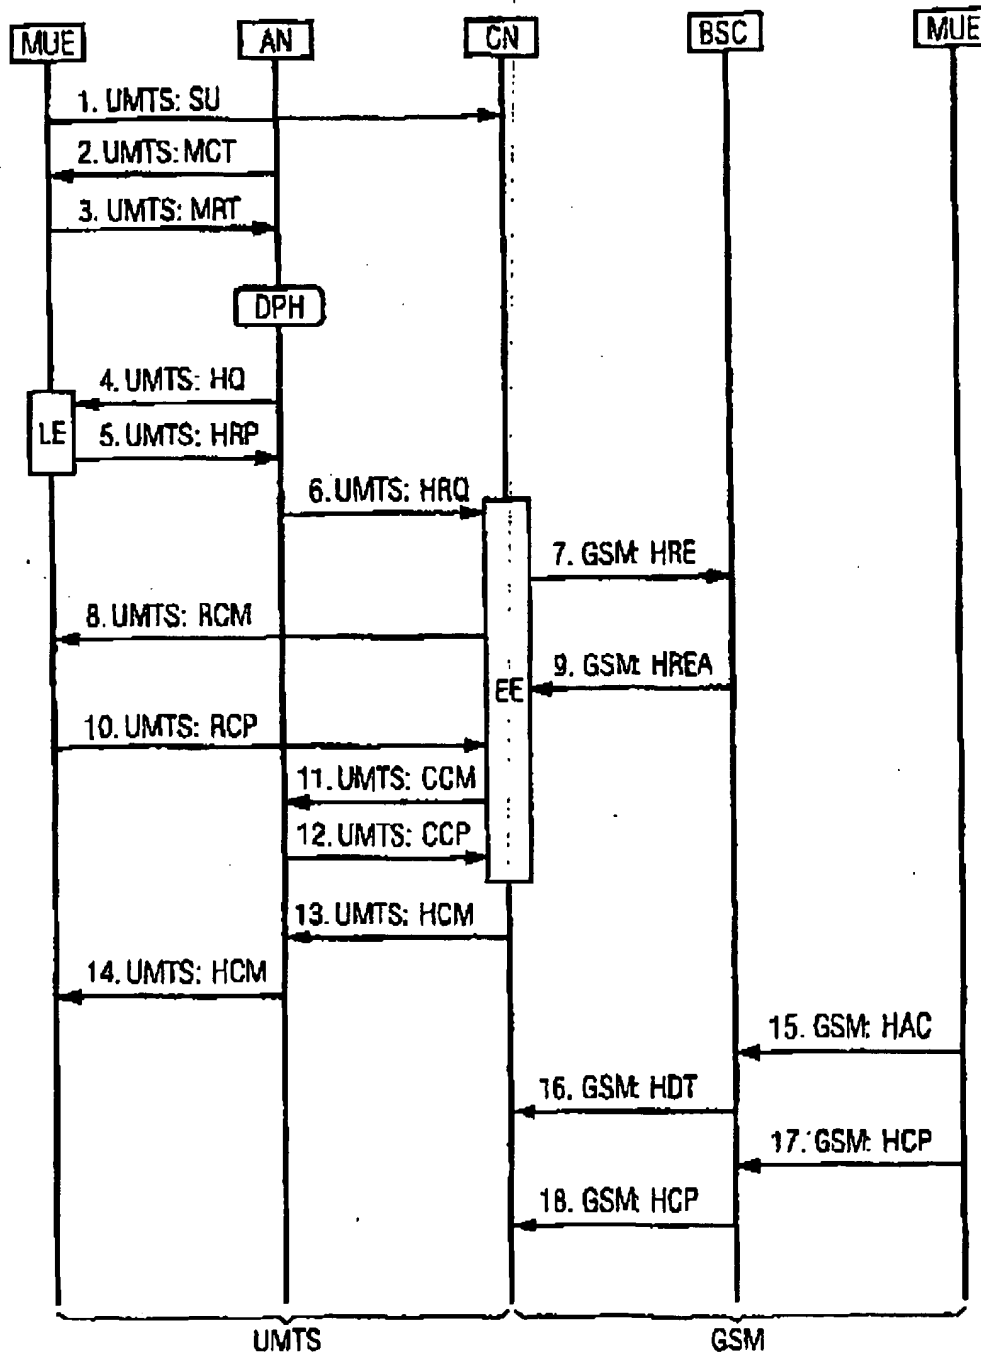 MUE AN CN BSC MUE
1. UMTS: SU
2. UMTS: MCT
3. UMTS: MRT
DPH
4. UMTS: HQ
LE
5. UMTS: HRP
6. UMTS: HRQ
7. GSM: HRE
8. UMTS: RCM
9. GSM: HREA
EE
10. UMTS: RCP
11. UMTS: CCM
12. UMTS: CCP
13. UMTS: HCM
14. UMTS: HCM
15. GSM: HAC
16. GSM: HDT
17. GSM: HCP
18. GSM: HCP
UMTS GSM